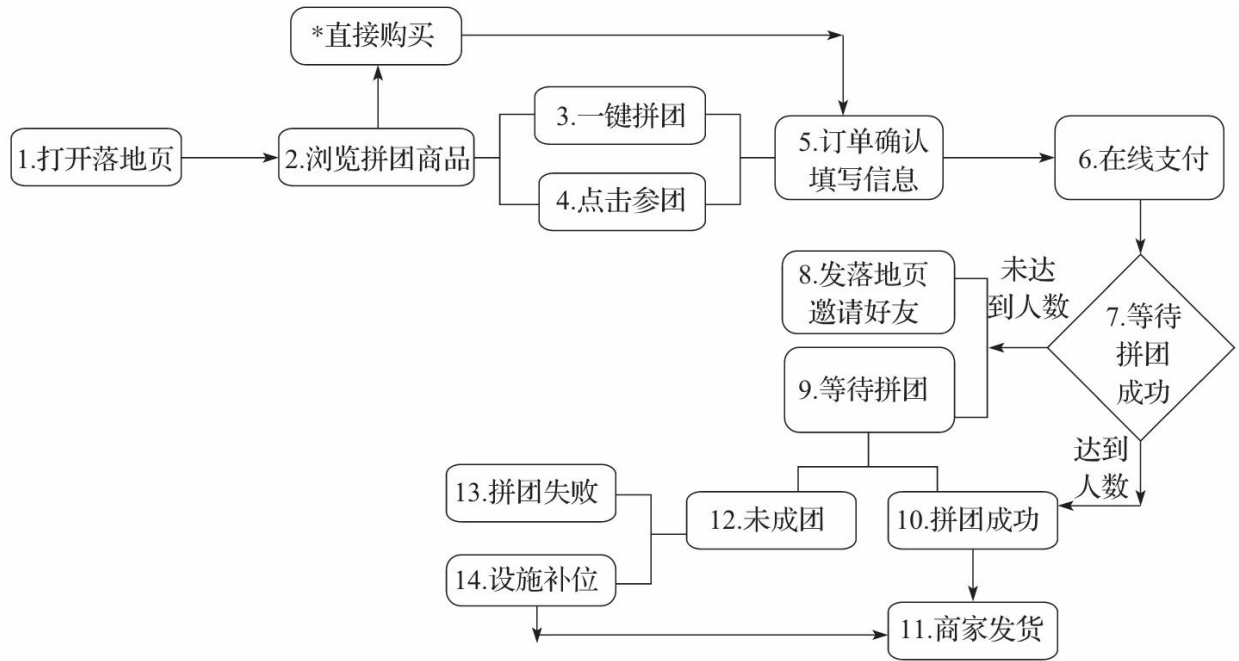 *直接购买
3.一键拼团
1.打开落地页
2.浏览拼团商品
4.点击参团
5.订单确认
填写信息
6.在线支付
8.发落地页
邀请好友
未达
到人数
7.等待
拼团
成功
9.等待拼团
达到
人数
13.拼团失败
12.未成团
10.拼团成功
14.设施补位
11.商家发货